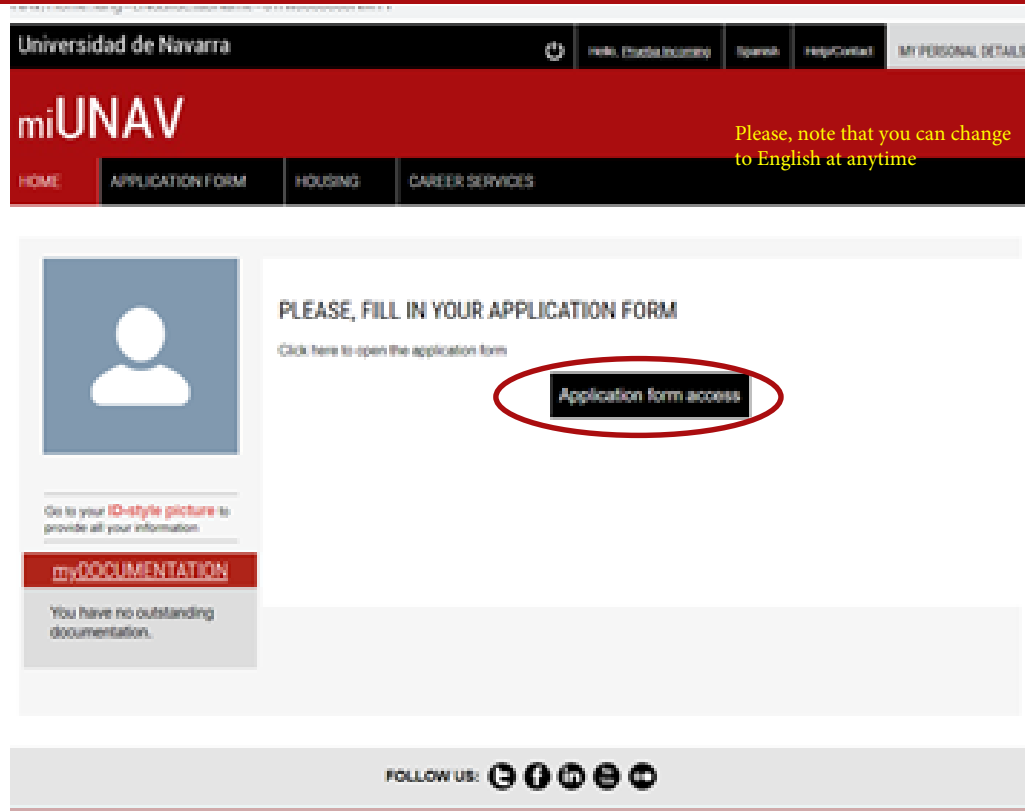 Universidad de Navarra
Hello, Prueba Incoming
Spanish
Help/Contact
MY PERSONAL DETAILS
miUNAV
Please, note that you can change
to English at anytime
HOME
APPLICATION FORM
HOUSING
CAREER SERVICES
PLEASE, FILL IN YOUR APPLICATION FORM
Click here to open the application form
Application form access
Go to your ID-style picture to
provide all your information
myDOCUMENTATION
You have no outstanding
documentation.
FOLLOW US: